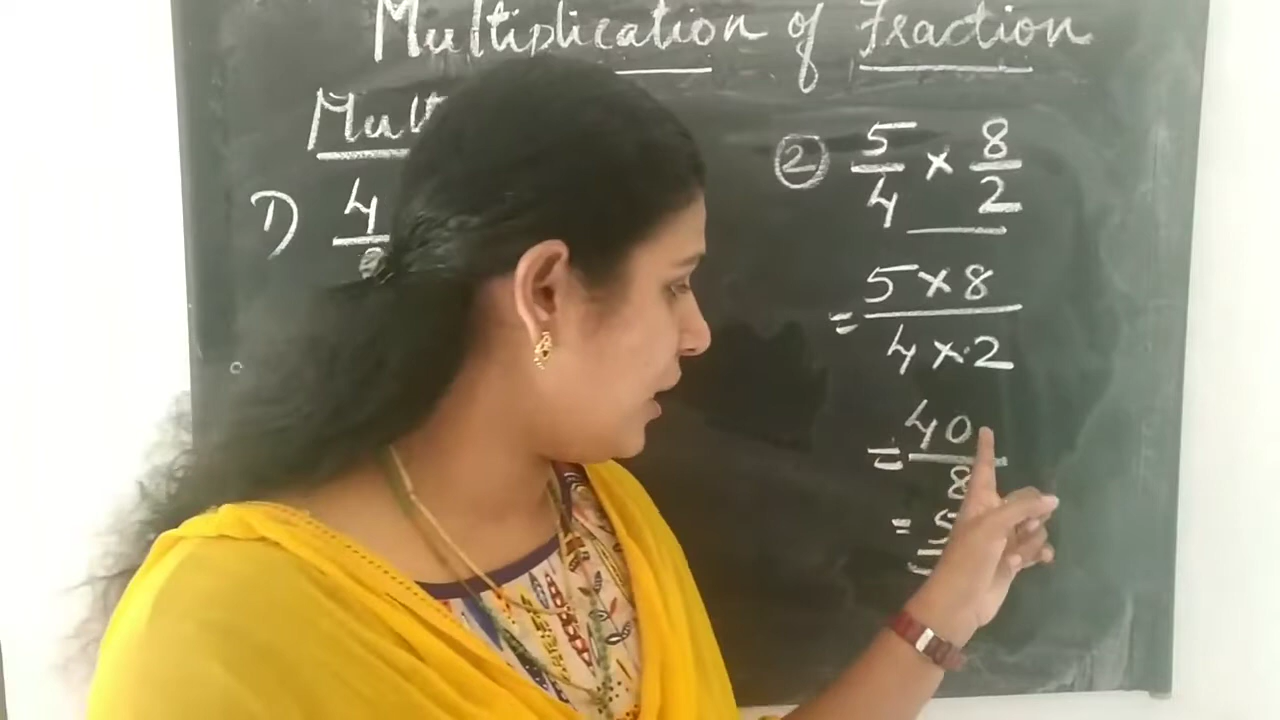 Multiplication of Fraction
Mult
1) 4
② 5/4 × 8/2
= 5×8 / 4×2
= 40 / 8
= 5